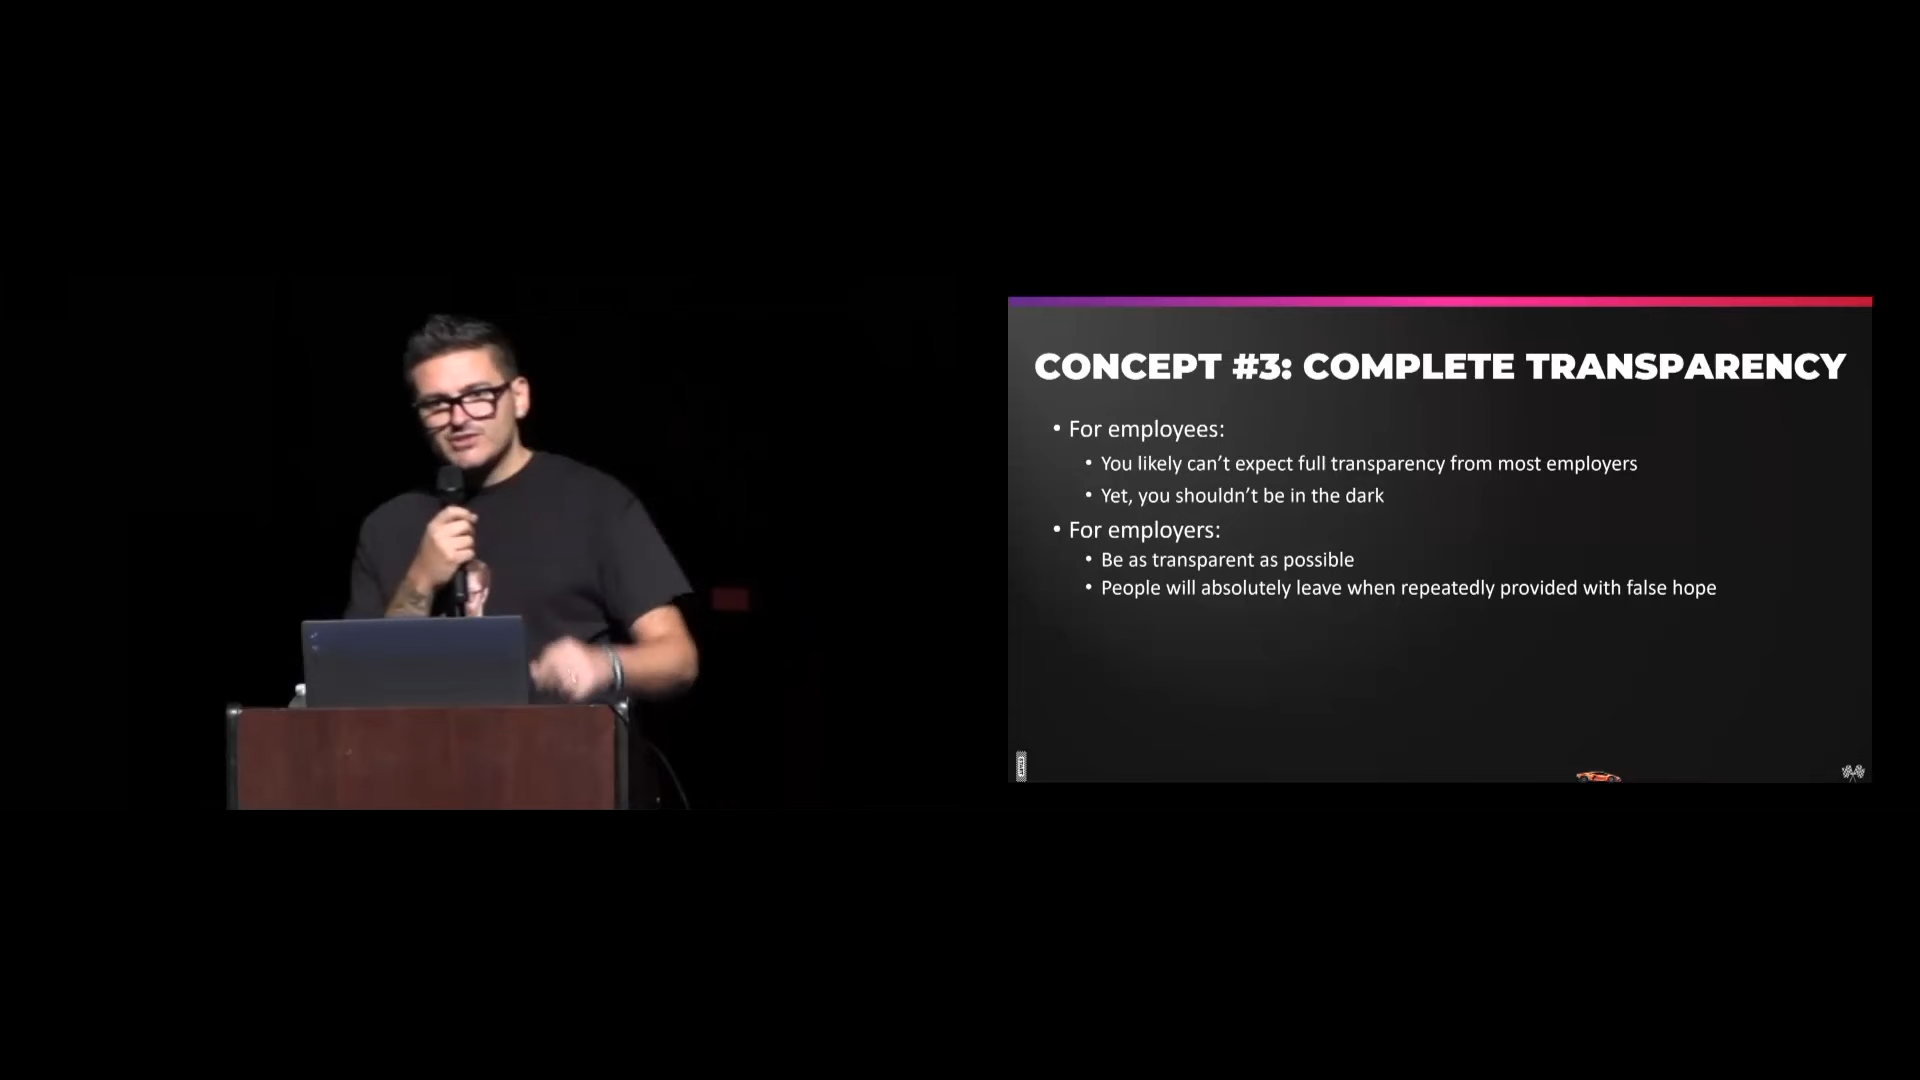 CONCEPT #3: COMPLETE TRANSPARENCY
• For employees:
• You likely can’t expect full transparency from most employers
• Yet, you shouldn’t be in the dark
• For employers:
• Be as transparent as possible
• People will absolutely leave when repeatedly provided with false hope